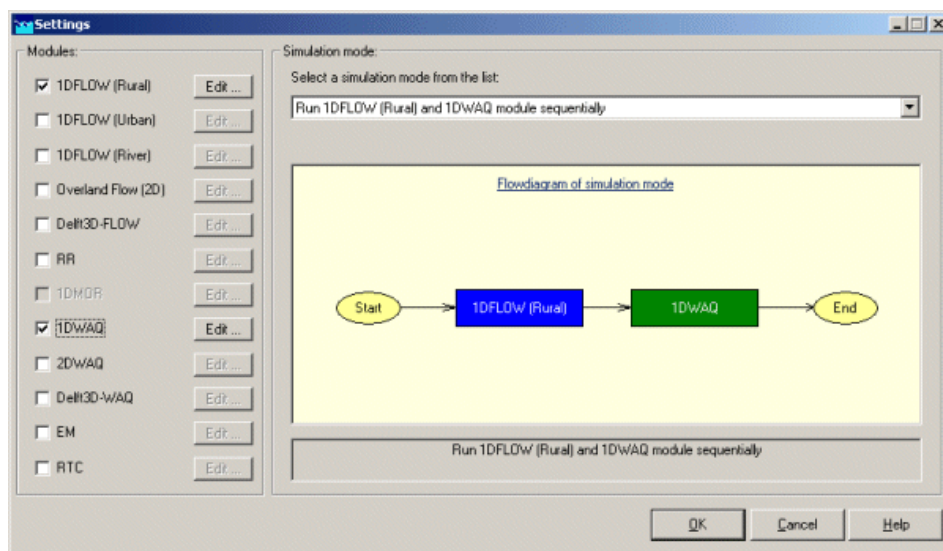 Settings
Modules:
1DFLOW (Rural) Edit ...
1DFLOW (Urban) Edit ...
1DFLOW (River) Edit ...
Overland Flow (2D) Edit ...
Delft3D-FLOW Edit ...
RR Edit ...
1DMOR Edit ...
1DWAQ Edit ...
2DWAQ Edit ...
Delft3D-WAQ Edit ...
EM Edit ...
RTC Edit ...
Simulation mode:
Select a simulation mode from the list:
Run 1DFLOW (Rural) and 1DWAQ module sequentially
Flowdiagram of simulation mode
Start 1DFLOW (Rural) 1DWAQ End
Run 1DFLOW (Rural) and 1DWAQ module sequentially
OK Cancel Help